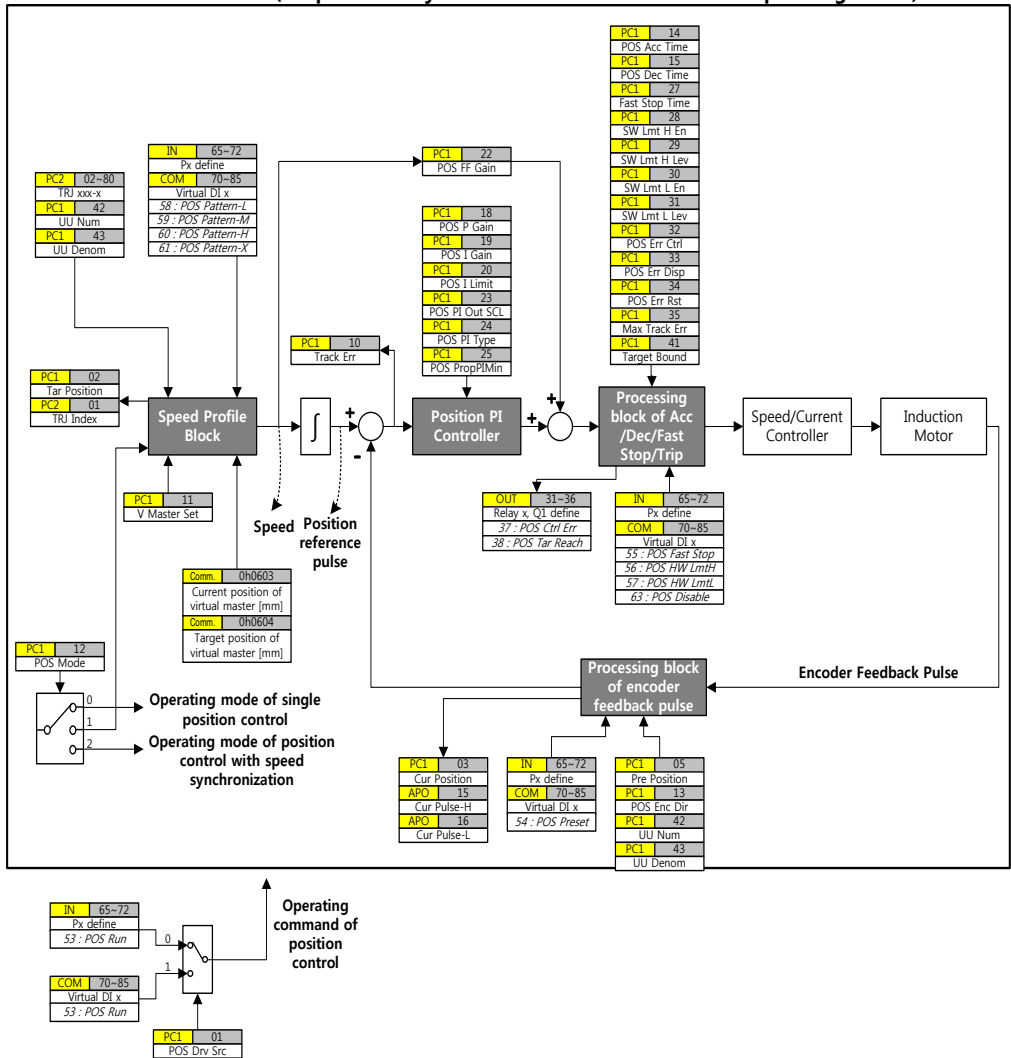 PC1 14
POS Acc Time
PC1 15
POS Dec Time
PC1 27
Fast Stop Time
PC1 28
SW Lmt H En
PC1 29
SW Lmt H Lev
PC1 30
SW Lmt L En
PC1 31
SW Lmt L Lev
PC1 32
POS Err Ctrl
PC1 33
POS Err Disp
PC1 34
POS Err Rst
PC1 35
Max Track Err
PC1 41
Target Bound
IN 65~72
Px define
COM 70~85
Virtual DI x
58 : POS Pattern-L
59 : POS Pattern-M
60 : POS Pattern-H
61 : POS Pattern-X
PC2 02~80
TRJ xxx-x
PC1 42
UU Num
PC1 43
UU Denom
PC1 22
POS FF Gain
PC1 18
POS P Gain
PC1 19
POS I Gain
PC1 20
POS I Limit
PC1 23
POS PI Out SCL
PC1 24
POS PI Type
PC1 25
POS PropPIMin
PC1 10
Track Err
PC1 02
Tar Position
PC2 01
TRJ Index
Speed Profile
Block
∫
+
-
Position PI
Controller
+
+
Processing
block of Acc
/Dec/Fast
Stop/Trip
Speed/Current
Controller
Induction
Motor
PC1 11
V Master Set
Speed
Position
reference
pulse
OUT 31~36
Relay x, Q1 define
37 : POS Ctrl Err
38 : POS Tar Reach
IN 65~72
Px define
COM 70~85
Virtual DI x
55 : POS Fast Stop
56 : POS HW LmtH
57 : POS HW LmtL
63 : POS Disable
Comm. 0h0603
Current position of
virtual master [mm]
Comm. 0h0604
Target position of
virtual master [mm]
PC1 12
POS Mode
0
1
2
Operating mode of single
position control
Operating mode of position
control with speed
synchronization
Processing block
of encoder
feedback pulse
Encoder Feedback Pulse
PC1 03
Cur Position
APO 15
Cur Pulse-H
APO 16
Cur Pulse-L
IN 65~72
Px define
COM 70~85
Virtual DI x
54 : POS Preset
PC1 05
Pre Position
PC1 13
POS Enc Dir
PC1 42
UU Num
PC1 43
UU Denom
IN 65~72
Px define
53 : POS Run
0
COM 70~85
Virtual DI x
53 : POS Run
1
Operating
command of
position
control
PC1 01
POS Drv Src